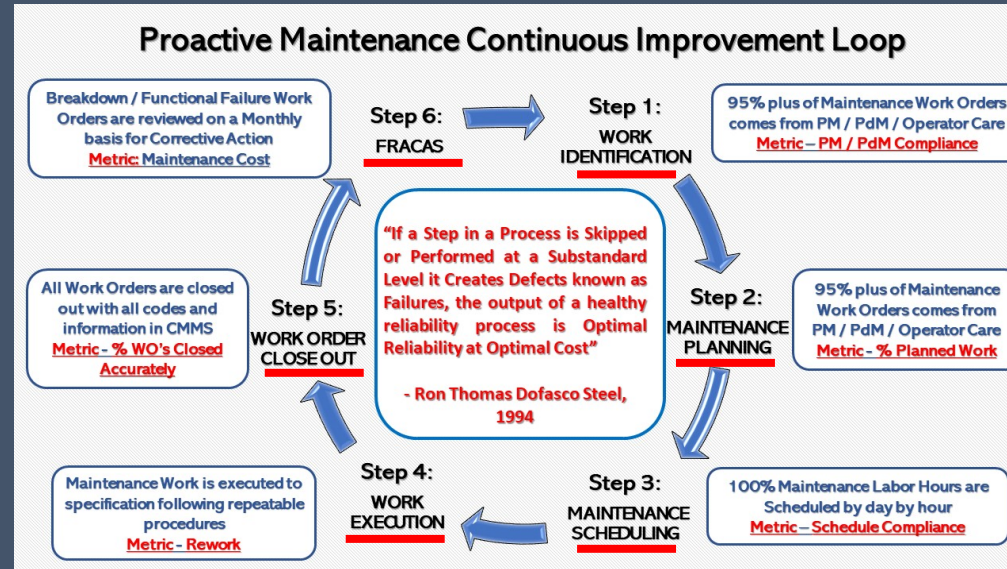 Proactive Maintenance Continuous Improvement Loop
Breakdown / Functional Failure Work
Orders are reviewed on a Monthly
basis for Corrective Action
Metric: Maintenance Cost
Step 6:
FRACAS
Step 1:
WORK
IDENTIFICATION
95% plus of Maintenance Work Orders
comes from PM / PdM / Operator Care
Metric – PM / PdM Compliance
"If a Step in a Process is Skipped
or Performed at a Substandard
Level it Creates Defects known as
Failures, the output of a healthy
reliability process is Optimal
Reliability at Optimal Cost"
- Ron Thomas Dofasco Steel,
1994
Step 2:
MAINTENANCE
PLANNING
95% plus of Maintenance
Work Orders comes from
PM / PdM / Operator Care
Metric - % Planned Work
Step 3:
MAINTENANCE
SCHEDULING
100% Maintenance Labor Hours are
Scheduled by day by hour
Metric – Schedule Compliance
Step 4:
WORK
EXECUTION
Maintenance Work is executed to
specification following repeatable
procedures
Metric - Rework
Step 5:
WORK ORDER
CLOSE OUT
All Work Orders are closed
out with all codes and
information in CMMS
Metric - % WO's Closed
Accurately